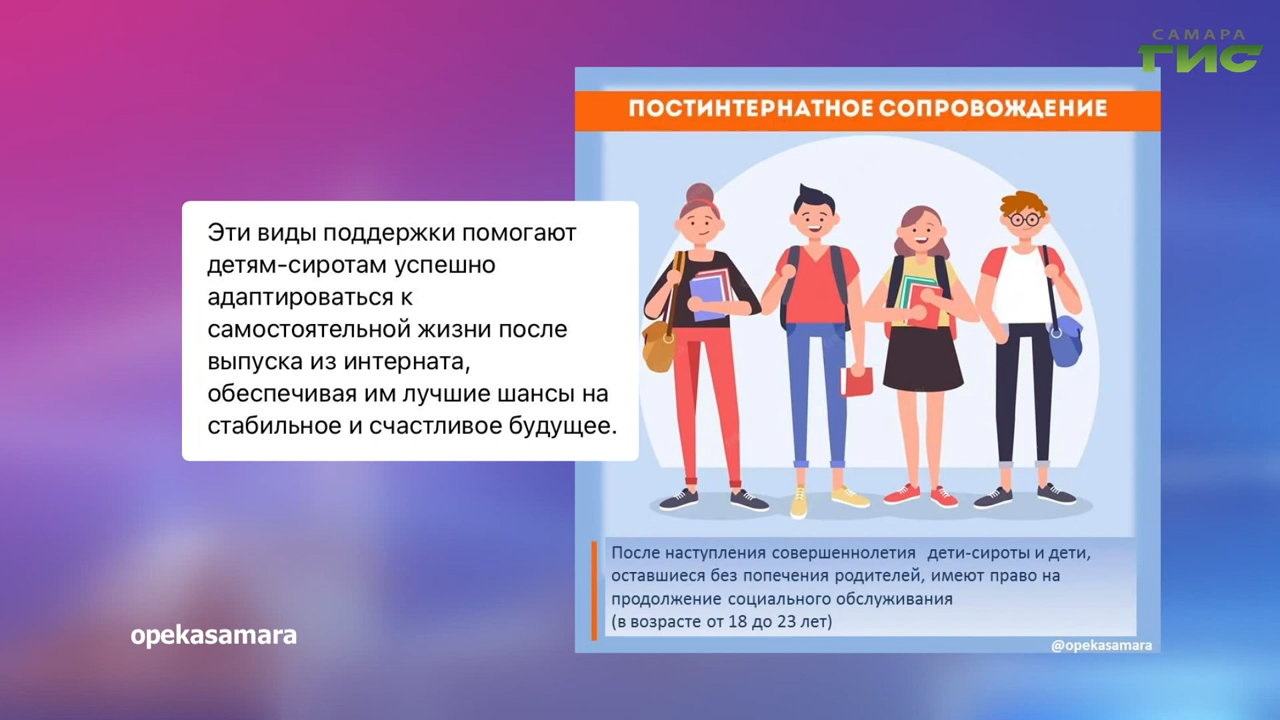 САМАРА
ГИС
ПОСТИНТЕРНАТНОЕ СОПРОВОЖДЕНИЕ
Эти виды поддержки помогают
детям-сиротам успешно
адаптироваться к
самостоятельной жизни после
выпуска из интерната,
обеспечивая им лучшие шансы на
стабильное и счастливое будущее.
После наступления совершеннолетия дети-сироты и дети,
оставшиеся без попечения родителей, имеют право на
продолжение социального обслуживания
(в возрасте от 18 до 23 лет)
opekasamara
@opekasamara